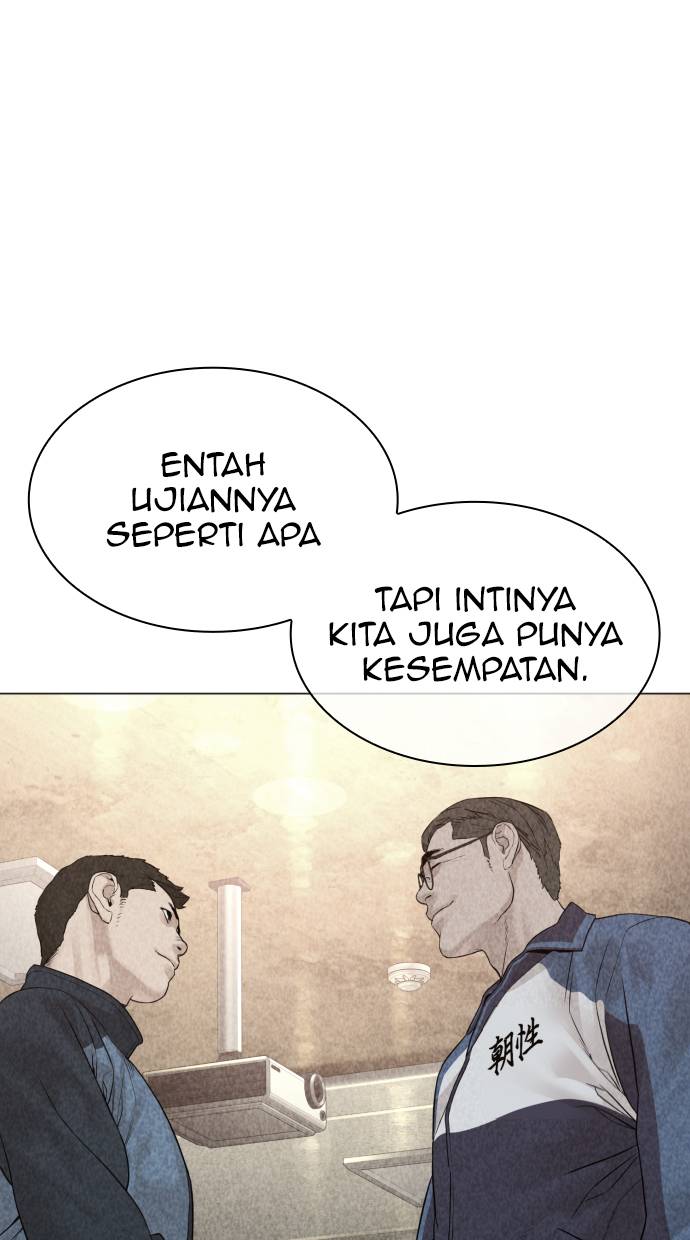 ENTAH
UJIANNYA
SEPERTI APA
TAPI INTINYA
KITA JUGA PUNYA
KESEMPATAN.
朝性